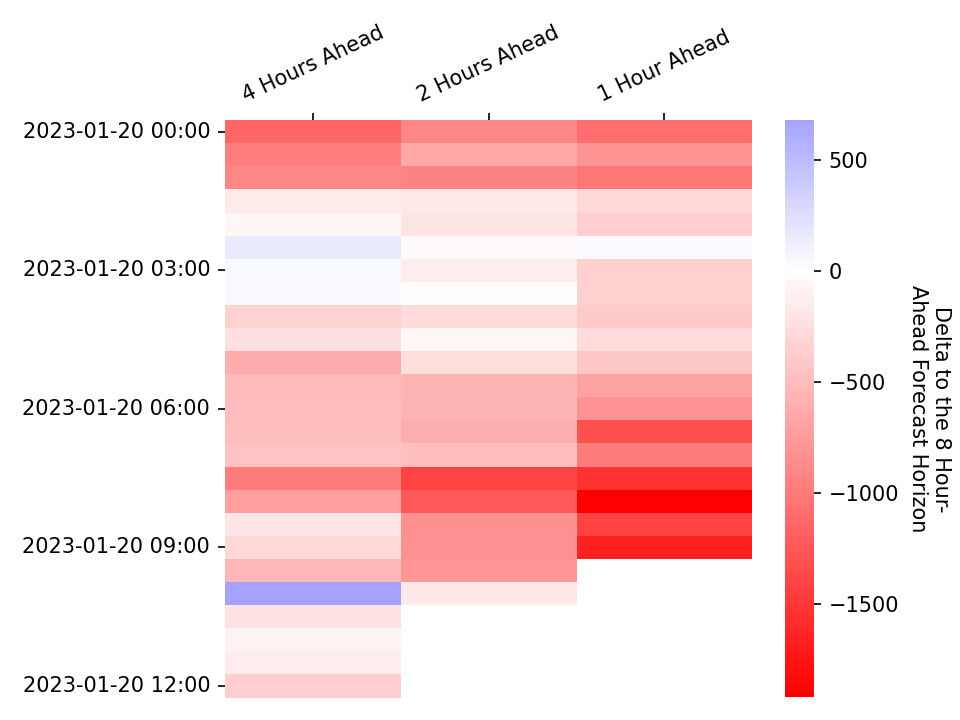 4 Hours Ahead
2 Hours Ahead
1 Hour Ahead
2023-01-20 00:00
2023-01-20 03:00
2023-01-20 06:00
2023-01-20 09:00
2023-01-20 12:00
500
0
−500
−1000
−1500
Delta to the 8 Hour-
Ahead Forecast Horizon